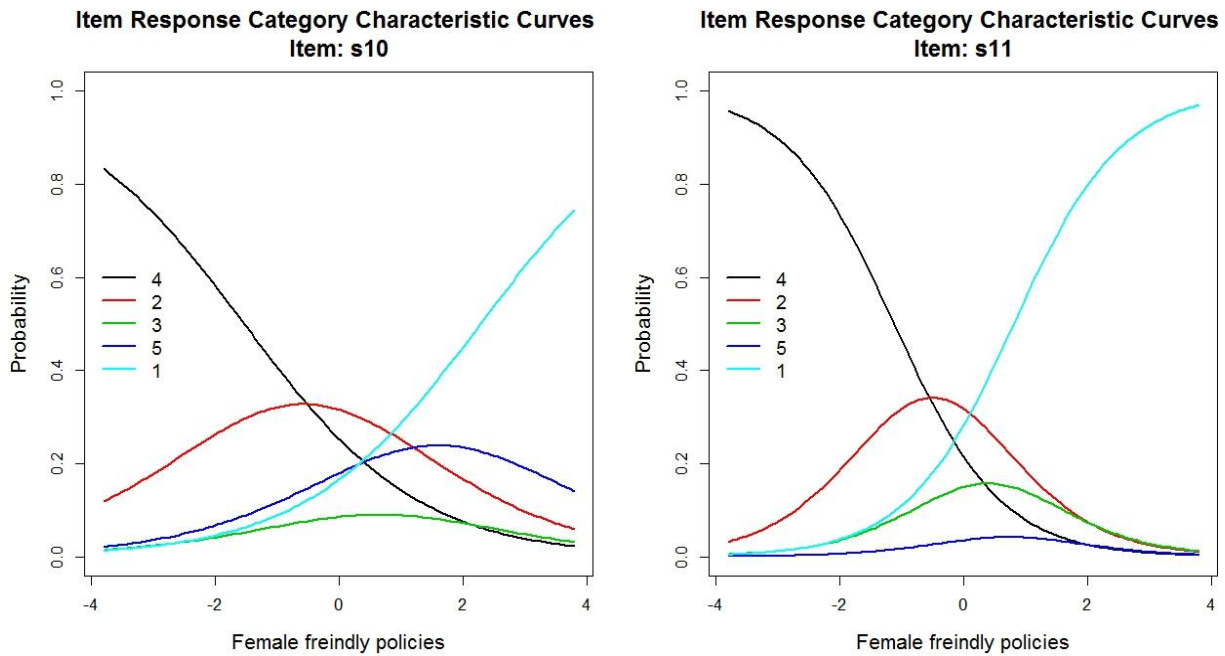 Item Response Category Characteristic Curves
Item: s10
Probability
1.0
0.8
0.6
0.4
0.2
0.0
4
2
3
5
1
-4 -2 0 2 4
Female freindly policies
Item Response Category Characteristic Curves
Item: s11
Probability
1.0
0.8
0.6
0.4
0.2
0.0
4
2
3
5
1
-4 -2 0 2 4
Female freindly policies